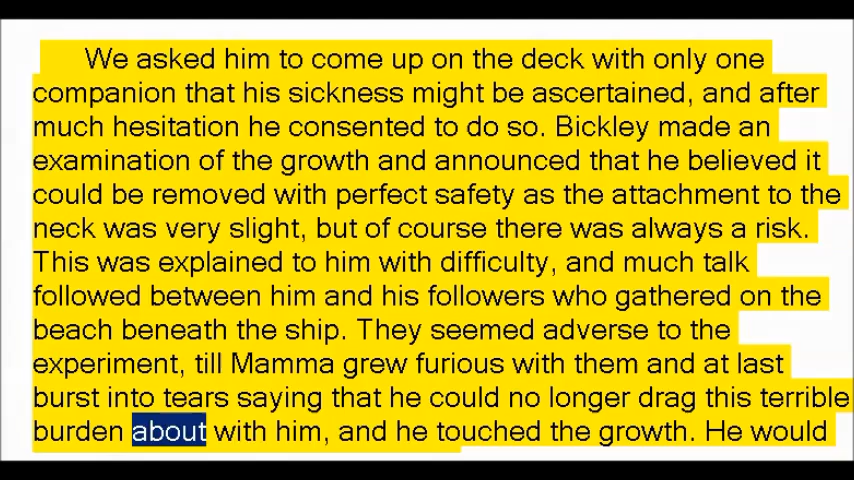 We asked him to come up on the deck with only one
companion that his sickness might be ascertained, and after
much hesitation he consented to do so. Bickley made an
examination of the growth and announced that he believed it
could be removed with perfect safety as the attachment to the
neck was very slight, but of course there was always a risk.
This was explained to him with difficulty, and much talk
followed between him and his followers who gathered on the
beach beneath the ship. They seemed adverse to the
experiment, till Mamma grew furious with them and at last
burst into tears saying that he could no longer drag this terrible
burden about with him, and he touched the growth. He would